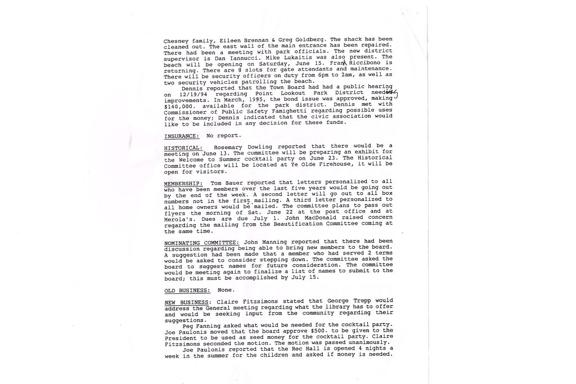 Chesney family, Eileen Brennan & Greg Goldberg. The shack has been
cleaned out. The east wall of the main entrance has been repaired.
There had been a meeting with park officials. The new district
supervisor is Dan Iannucci. Mike Lukaitis was also present. The
beach will be opening on Saturday, June 15. Frank Riccibono is
returning. There are 8 slots for gate attendants and maintenance.
There will be security officers on duty from 6pm to 2am, as well as
two security vehicles patrolling the beach.
Dennis reported that the Town Board had had a public hearing
on 12/19/94 regarding Point Lookout Park District needing
improvements. In March, 1995, the bond issue was approved, making
$140,000. available for the park district. Dennis met with
Commissioner of Public Safety Famighetti regarding possible uses
for the money; Dennis indicated that the civic association would
like to be included in any decision for these funds.
INSURANCE: No report.
HISTORICAL: Rosemary Dowling reported that there would be a
meeting on June 13. The committee will be preparing an exhibit for
the Welcome to Summer cocktail party on June 23. The Historical
Committee office will be located at Ye Olde Firehouse, it will be
open for visitors.
MEMBERSHIP: Tom Sauer reported that letters personalized to all
who have been members over the last five years would be going out
by the end of the week. A second letter will go out to all box
numbers not in the first mailing. A third letter personalized to
all home owners would be mailed. The committee plans to pass out
flyers the morning of Sat. June 22 at the post office and at
Merola's. Dues are due July 1. John MacDonald raised concern
regarding the mailing from the Beautification Committee coming at
the same time.
NOMINATING COMMITTEE: John Manning reported that there had been
discussion regarding being able to bring new members to the board.
A suggestion had been made that a member who had served 2 terms
would be asked to consider stepping down. The committee asked the
board to suggest names for future consideration. The committee
would be meeting again to finalize a list of names to submit to the
board; this must be accomplished by July 15.
OLD BUSINESS: None.
NEW BUSINESS: Claire Fitzsimons stated that George Trepp would
address the General meeting regarding what the library has to offer
and would be seeking input from the community regarding their
suggestions.
Peg Fanning asked what would be needed for the cocktail party.
Joe Paulonis moved that the board approve $500. to be given to the
President to be used as seed money for the cocktail party. Claire
Fitzsimons seconded the motion. The motion was passed unanimously.
Joe Paulonis reported that the Rec Hall is opened 4 nights a
week in the summer for the children and asked if money is needed.